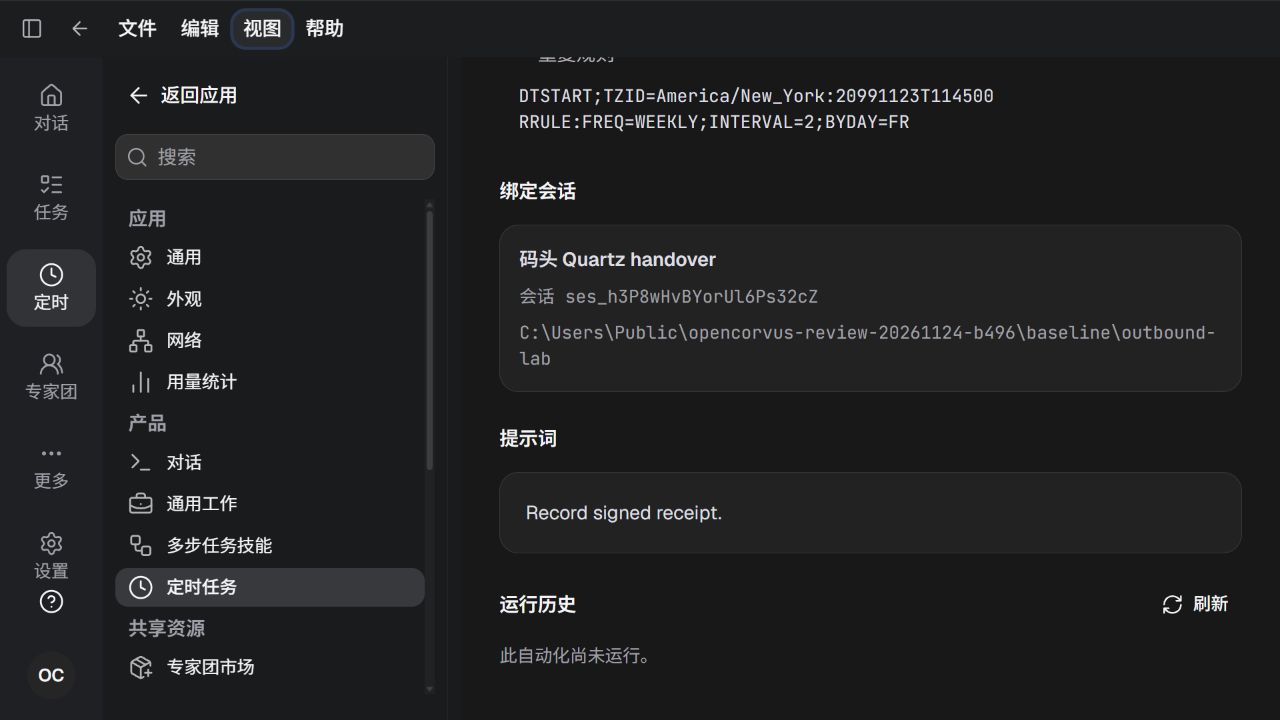 文件 编辑 视图 帮助
对话
任务
定时
专家团
更多
设置
OC
返回应用
搜索
应用
通用
外观
网络
用量统计
产品
对话
通用工作
多步任务技能
定时任务
共享资源
专家团市场
重复规则
DTSTART;TZID=America/New_York:20991123T114500
RRULE:FREQ=WEEKLY;INTERVAL=2;BYDAY=FR
绑定会话
码头 Quartz handover
会话 ses_h3P8wHvBYorUl6Ps32cZ
C:\Users\Public\opencorvus-review-20261124-b496\baseline\outbound-
lab
提示词
Record signed receipt.
运行历史
刷新
此自动化尚未运行。